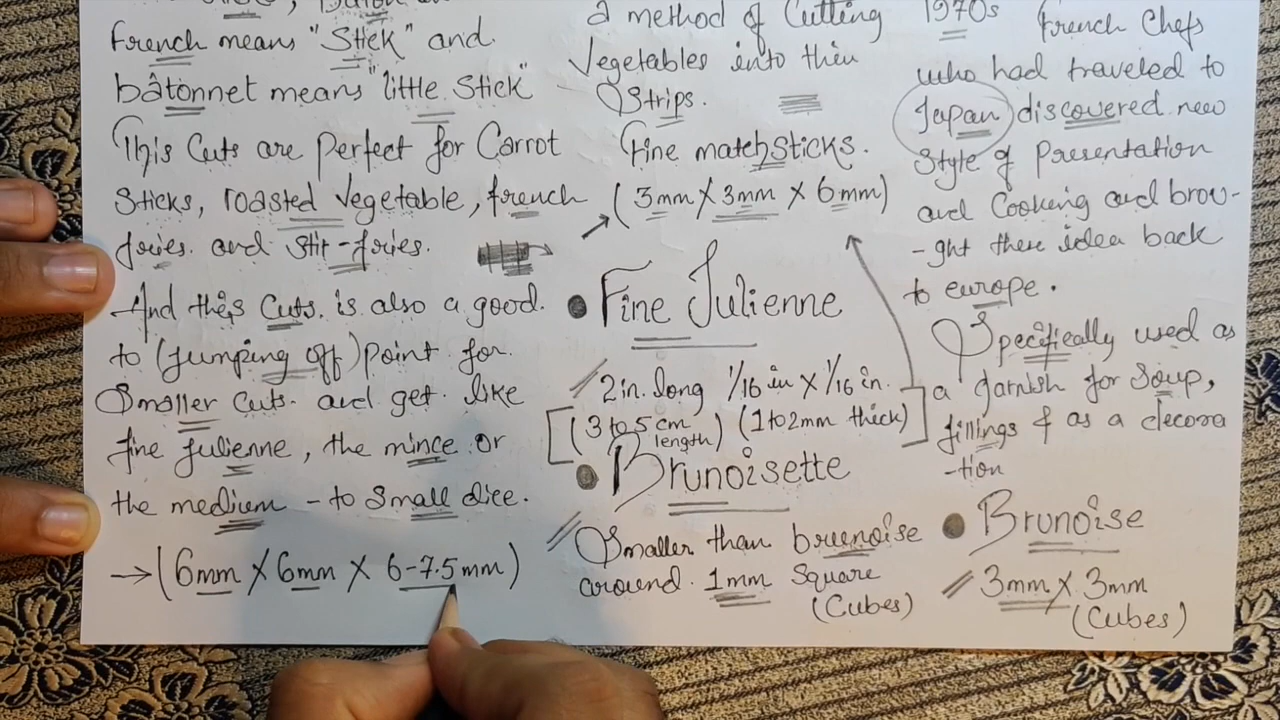 French means "Stick" and
bâtonnet means "little Stick"
This Cuts are Perfect for Carrot
Sticks, roasted Vegetable, french
fries. and Stir-fries.
And this Cuts. is also a good.
to (Jumping off) point for.
Smaller Cuts. and get. like
fine Julienne, the mince or
the medium - to Small dice.
→ (6mm X 6mm X 6-7.5mm)
a method of Cutting
Vegetables into thin
Strips.
Fine matchsticks.
(3mm X 3mm X 6mm)
Fine Julienne
2in. long 1/16 in X 1/16 in.
(3 to 5 cm length) (1 to 2mm thick)
Brunoisette
Smaller than brunoise
around. 1mm Square
(Cubes)
1970s French Chefs
who had traveled to
Japan discovered new
Style of Presentation
and Cooking and brou-
-ght these idea back
to europe.
Specifically used as
a garnish for Soup,
fillings & as a decora
-tion
Brunoise
3mm X 3mm
(Cubes)